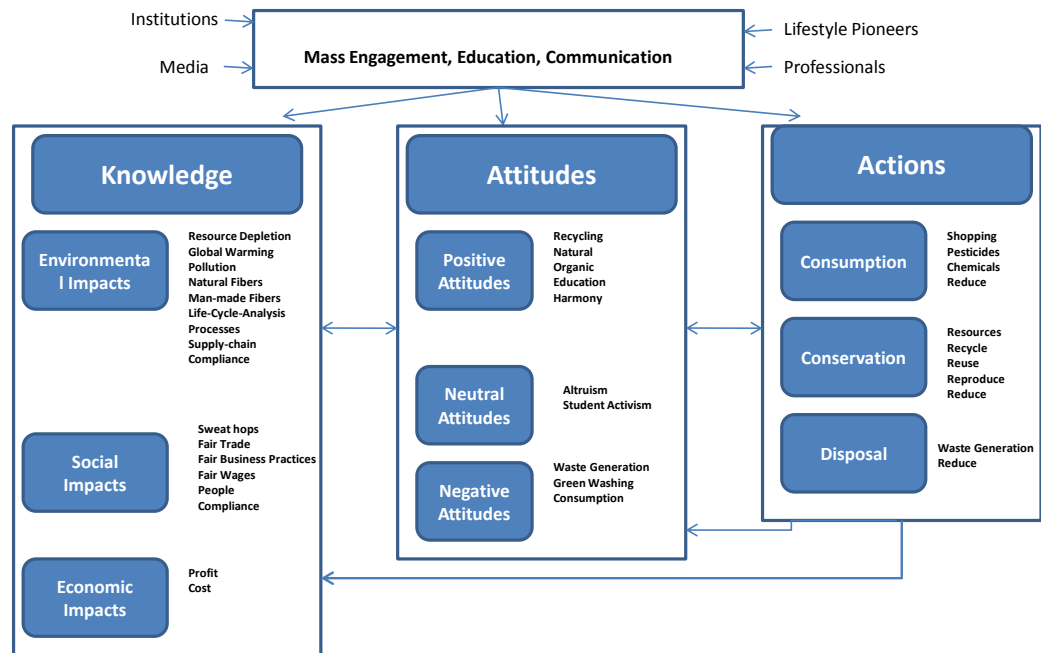 Institutions
Media
Mass Engagement, Education, Communication
Lifestyle Pioneers
Professionals
Knowledge
Environmenta
l Impacts
Resource Depletion
Global Warming
Pollution
Natural Fibers
Man-made Fibers
Life-Cycle-Analysis
Processes
Supply-chain
Compliance
Social
Impacts
Sweat hops
Fair Trade
Fair Business Practices
Fair Wages
People
Compliance
Economic
Impacts
Profit
Cost
Attitudes
Positive
Attitudes
Recycling
Natural
Organic
Education
Harmony
Neutral
Attitudes
Altruism
Student Activism
Negative
Attitudes
Waste Generation
Green Washing
Consumption
Actions
Consumption
Shopping
Pesticides
Chemicals
Reduce
Conservation
Resources
Recycle
Reuse
Reproduce
Reduce
Disposal
Waste Generation
Reduce